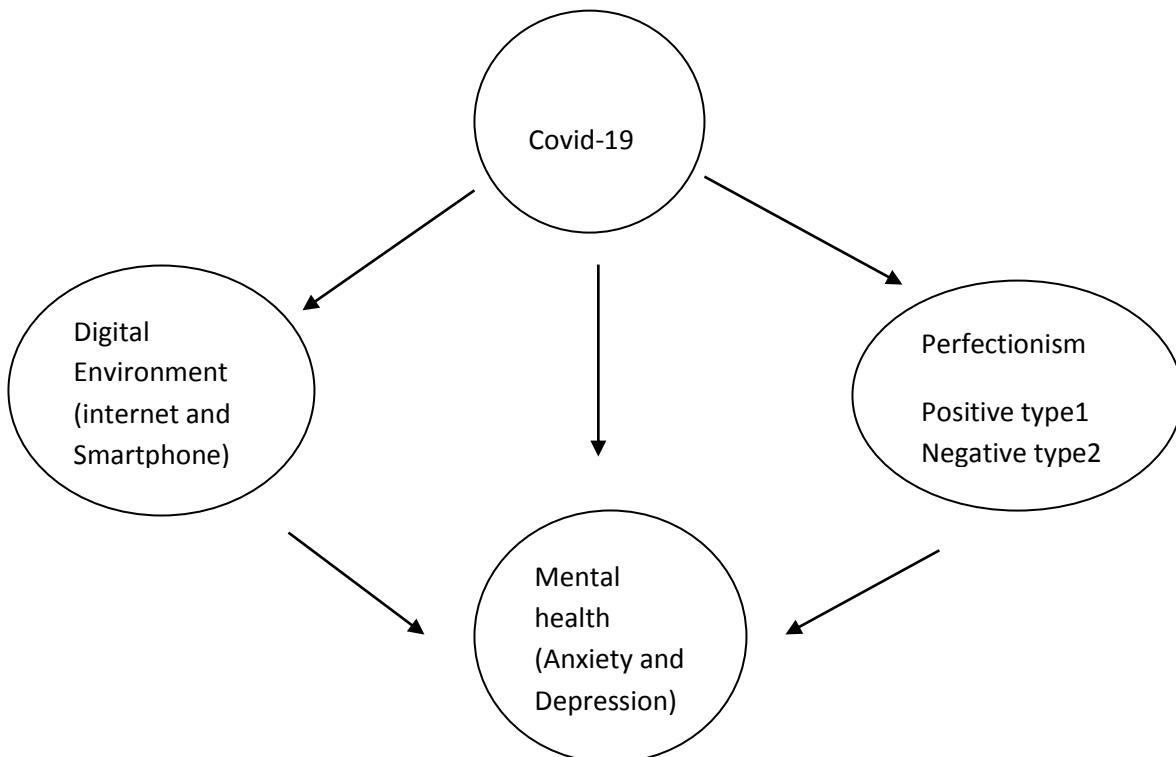 Covid-19
Digital
Environment
(internet and
Smartphone)
Perfectionism
Positive type1
Negative type2
Mental
health
(Anxiety and
Depression)